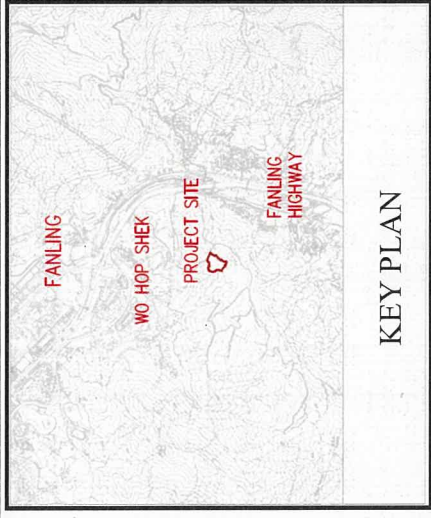 FANLING
WO HOP SHEK
PROJECT SITE
FANLING
HIGHWAY
KEY PLAN